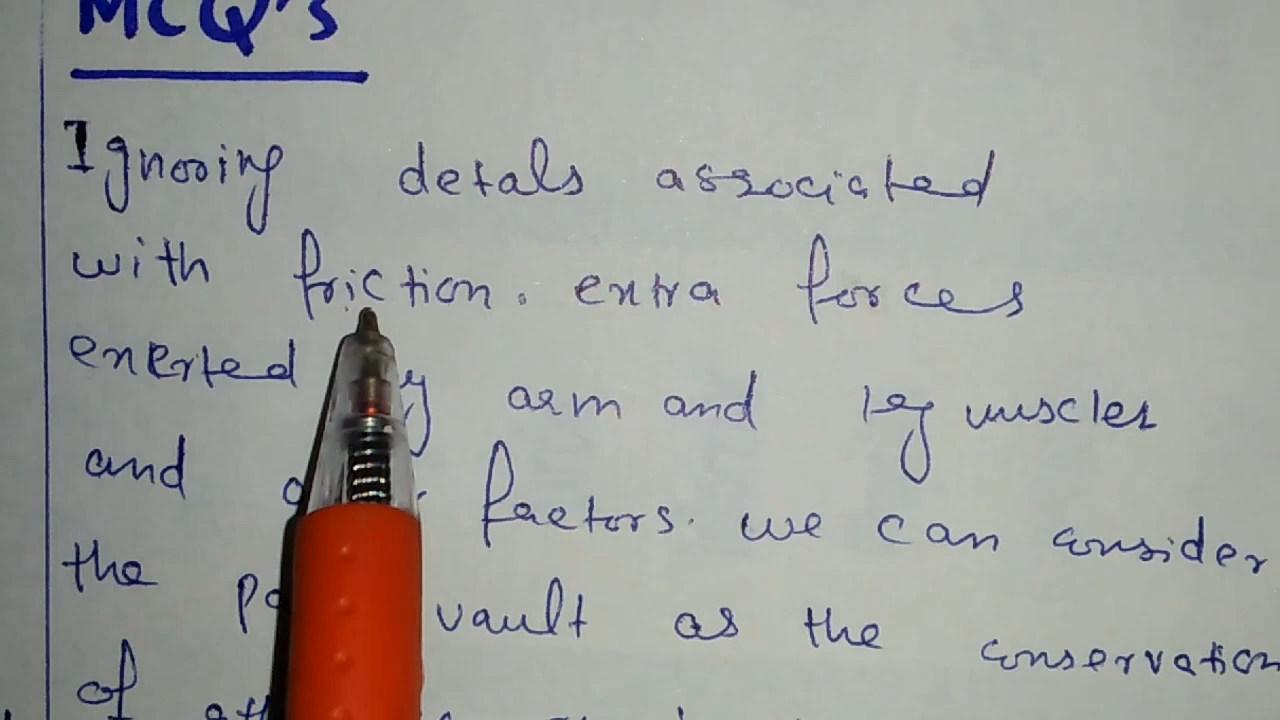 MCQ's
Ignoring detals associated
with friction. extra forces
exerted arm and leg muscles
and factors. we can consider
the vault as the conservation
of